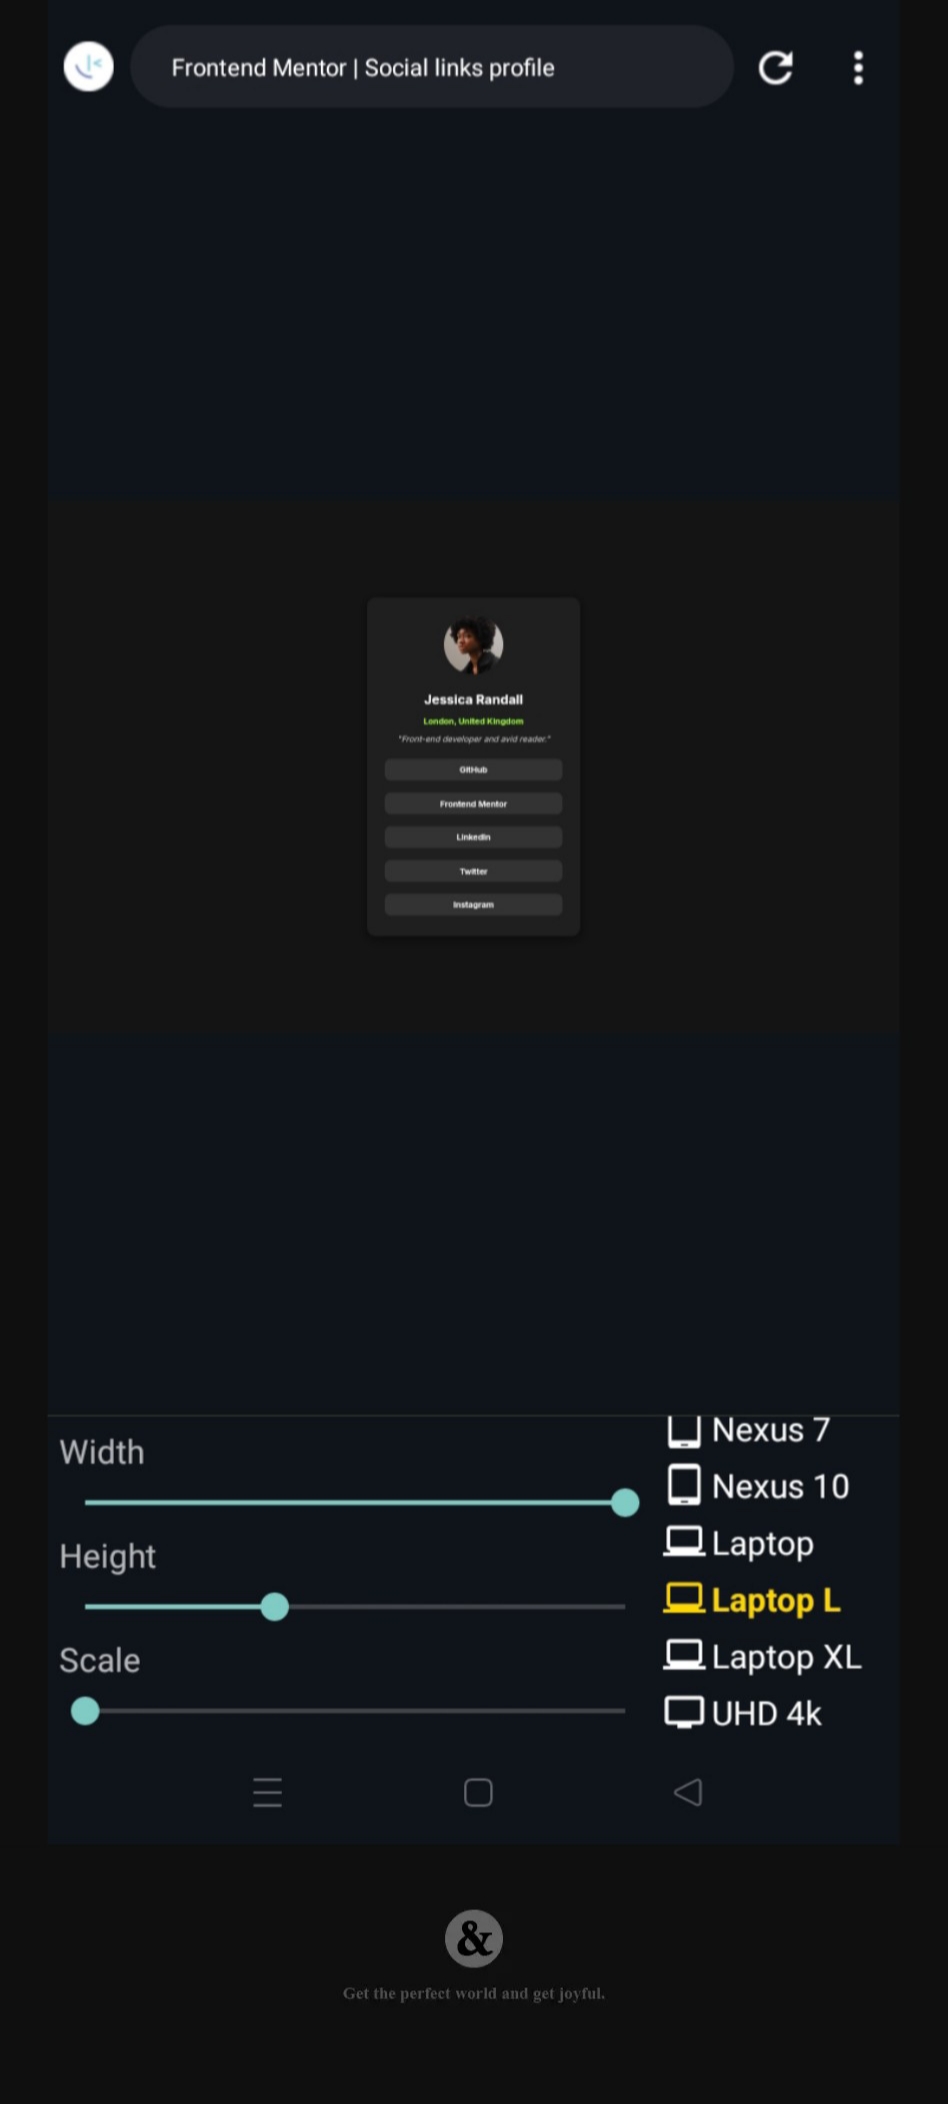 Frontend Mentor | Social links profile
Jessica Randall
London, United Kingdom
"Front-end developer and avid reader."
GitHub
Frontend Mentor
LinkedIn
Twitter
Instagram
Width
Height
Scale
Nexus 7
Nexus 10
Laptop
Laptop L
Laptop XL
UHD 4k
&
Get the perfect world and get joyful.